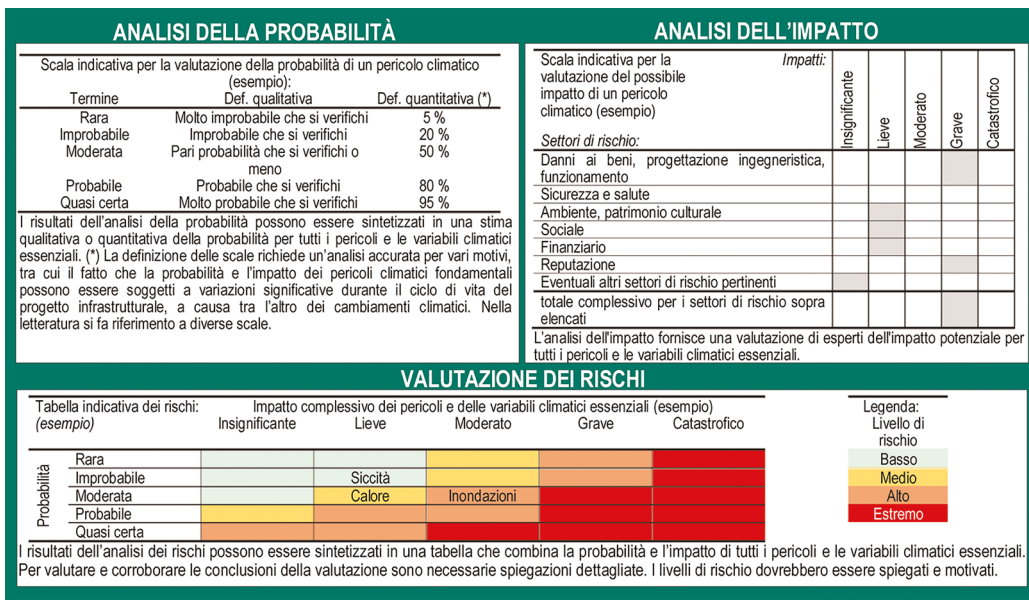 ANALISI DELLA PROBABILITÀ
Scala indicativa per la valutazione della probabilità di un pericolo climatico
(esempio):
Termine Def. qualitativa Def. quantitativa (*)
Rara Molto improbabile che si verifichi 5 %
Improbabile Improbabile che si verifichi 20 %
Moderata Pari probabilità che si verifichi o 50 %
meno
Probabile Probabile che si verifichi 80 %
Quasi certa Molto probabile che si verifichi 95 %
I risultati dell'analisi della probabilità possono essere sintetizzati in una stima
qualitativa o quantitativa della probabilità per tutti i pericoli e le variabili climatici
essenziali. (*) La definizione delle scale richiede un'analisi accurata per vari motivi,
tra cui il fatto che la probabilità e l'impatto dei pericoli climatici fondamentali
possono essere soggetti a variazioni significative durante il ciclo di vita del
progetto infrastrutturale, a causa tra l'altro dei cambiamenti climatici. Nella
letteratura si fa riferimento a diverse scale.
ANALISI DELL'IMPATTO
Scala indicativa per la Impatti:
valutazione del possibile
impatto di un pericolo
climatico (esempio)
Settori di rischio:
Insignificante
Lieve
Moderato
Grave
Catastrofico
Danni ai beni, progettazione ingegneristica,
funzionamento
Sicurezza e salute
Ambiente, patrimonio culturale
Sociale
Finanziario
Reputazione
Eventuali altri settori di rischio pertinenti
totale complessivo per i settori di rischio sopra
elencati
L'analisi dell'impatto fornisce una valutazione di esperti dell'impatto potenziale per
tutti i pericoli e le variabili climatici essenziali.
VALUTAZIONE DEI RISCHI
Tabella indicativa dei rischi: Impatto complessivo dei pericoli e delle variabili climatici essenziali (esempio)
(esempio) Insignificante Lieve Moderato Grave Catastrofico
Probabilità
Rara
Improbabile Siccità
Moderata Calore Inondazioni
Probabile
Quasi certa
Legenda:
Livello di
rischio
Basso
Medio
Alto
Estremo
I risultati dell'analisi dei rischi possono essere sintetizzati in una tabella che combina la probabilità e l'impatto di tutti i pericoli e le variabili climatici essenziali.
Per valutare e corroborare le conclusioni della valutazione sono necessarie spiegazioni dettagliate. I livelli di rischio dovrebbero essere spiegati e motivati.